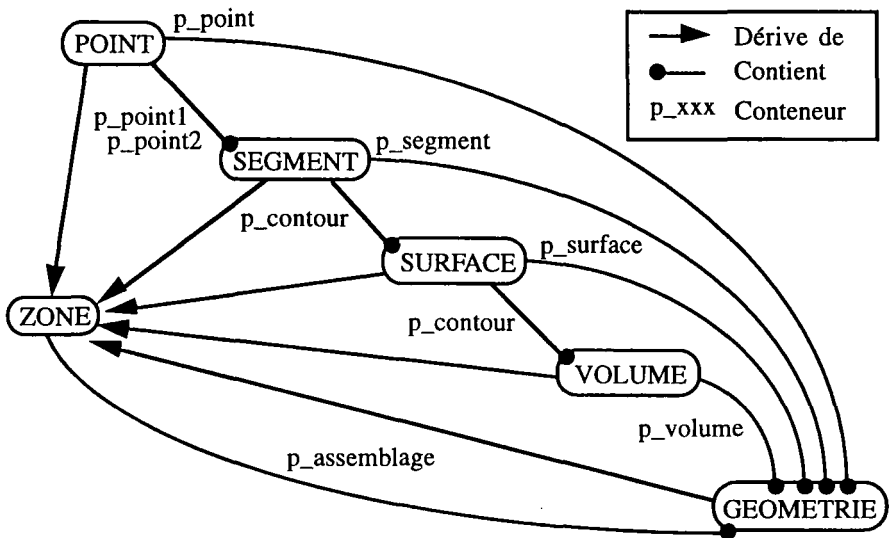 p_point
POINT
Dérive de
Contient
p_xxx Conteneur
p_point1
p_point2
p_segment
SEGMENT
p_contour
p_surface
SURFACE
ZONE
p_contour
VOLUME
p_volume
p_assemblage
GEOMETRIE